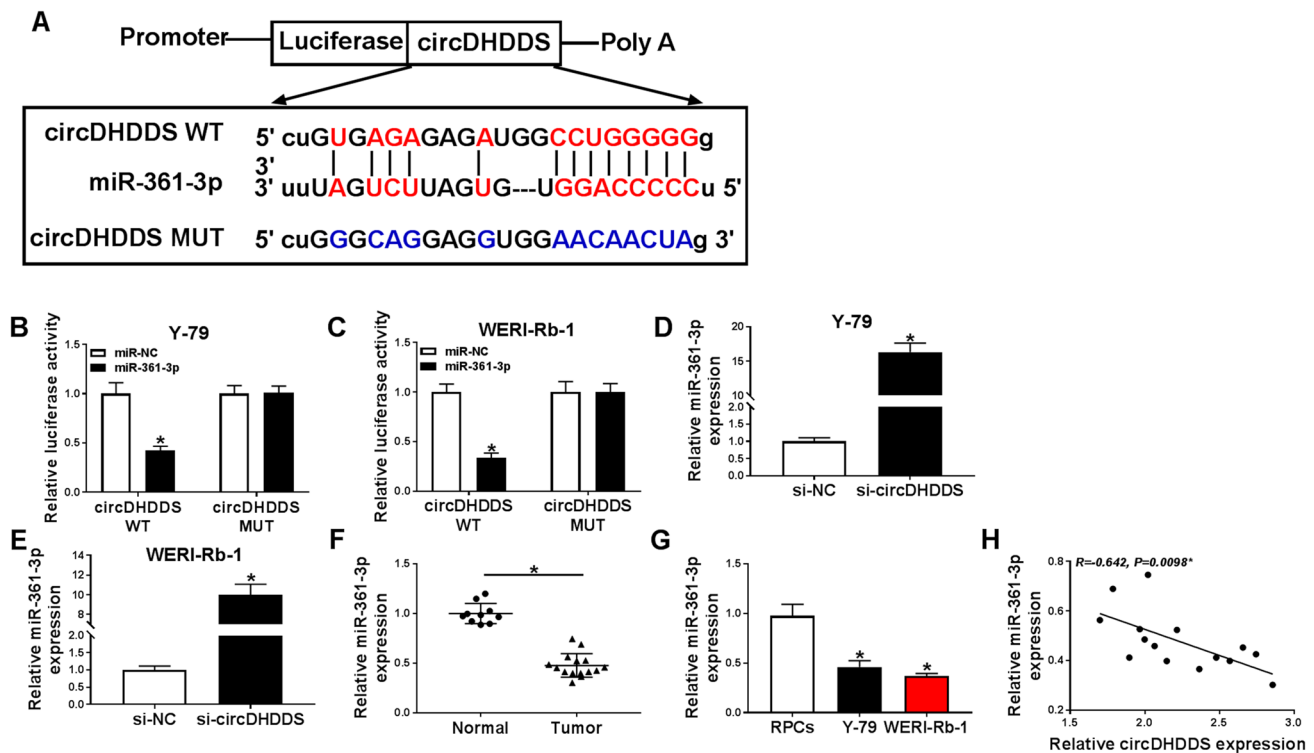 A
Promoter
Luciferase
circDHDDS
Poly A
circDHDDS WT
5' cuGUGAGAGAGAUGGCCUGGGGGg
3'
miR-361-3p
3' uuUAGUCUUAGUG---UGGACCCCCu 5'
circDHDDS MUT
5' cuGGGCAGGAGGUGGAACAACUAg 3'
B
Y-79
Relative luciferase activity
1.5
1.0
0.5
0.0
miR-NC
miR-361-3p
*
circDHDDS
WT
circDHDDS
MUT
C
WERI-Rb-1
Relative luciferase activity
1.5
1.0
0.5
0.0
miR-NC
miR-361-3p
*
circDHDDS
WT
circDHDDS
MUT
D
Y-79
Relative miR-361-3p
expression
20
15
10
2.0
1.5
1.0
0.5
0.0
*
si-NC
si-circDHDDS
E
WERI-Rb-1
Relative miR-361-3p
expression
14
12
10
8
2.0
1.5
1.0
0.5
0.0
*
si-NC
si-circDHDDS
F
Relative miR-361-3p
expression
1.5
1.0
0.5
0.0
*
Normal
Tumor
G
Relative miR-361-3p
expression
1.5
1.0
0.5
0.0
*
*
RPCs
Y-79
WERI-Rb-1
H
Relative miR-361-3p
expression
R=-0.642, P=0.0098*
0.8
0.6
0.4
0.2
1.5
2.0
2.5
3.0
Relative circDHDDS expression